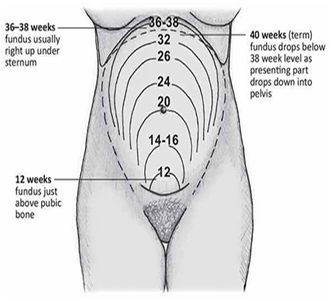 36–38 weeks
fundus usually
right up under
sternum
40 weeks (term)
fundus drops below
38 week level as
presenting part
drops down into
pelvis
36-38
32
26
24
20
14-16
12
12 weeks
fundus just
above pubic
bone